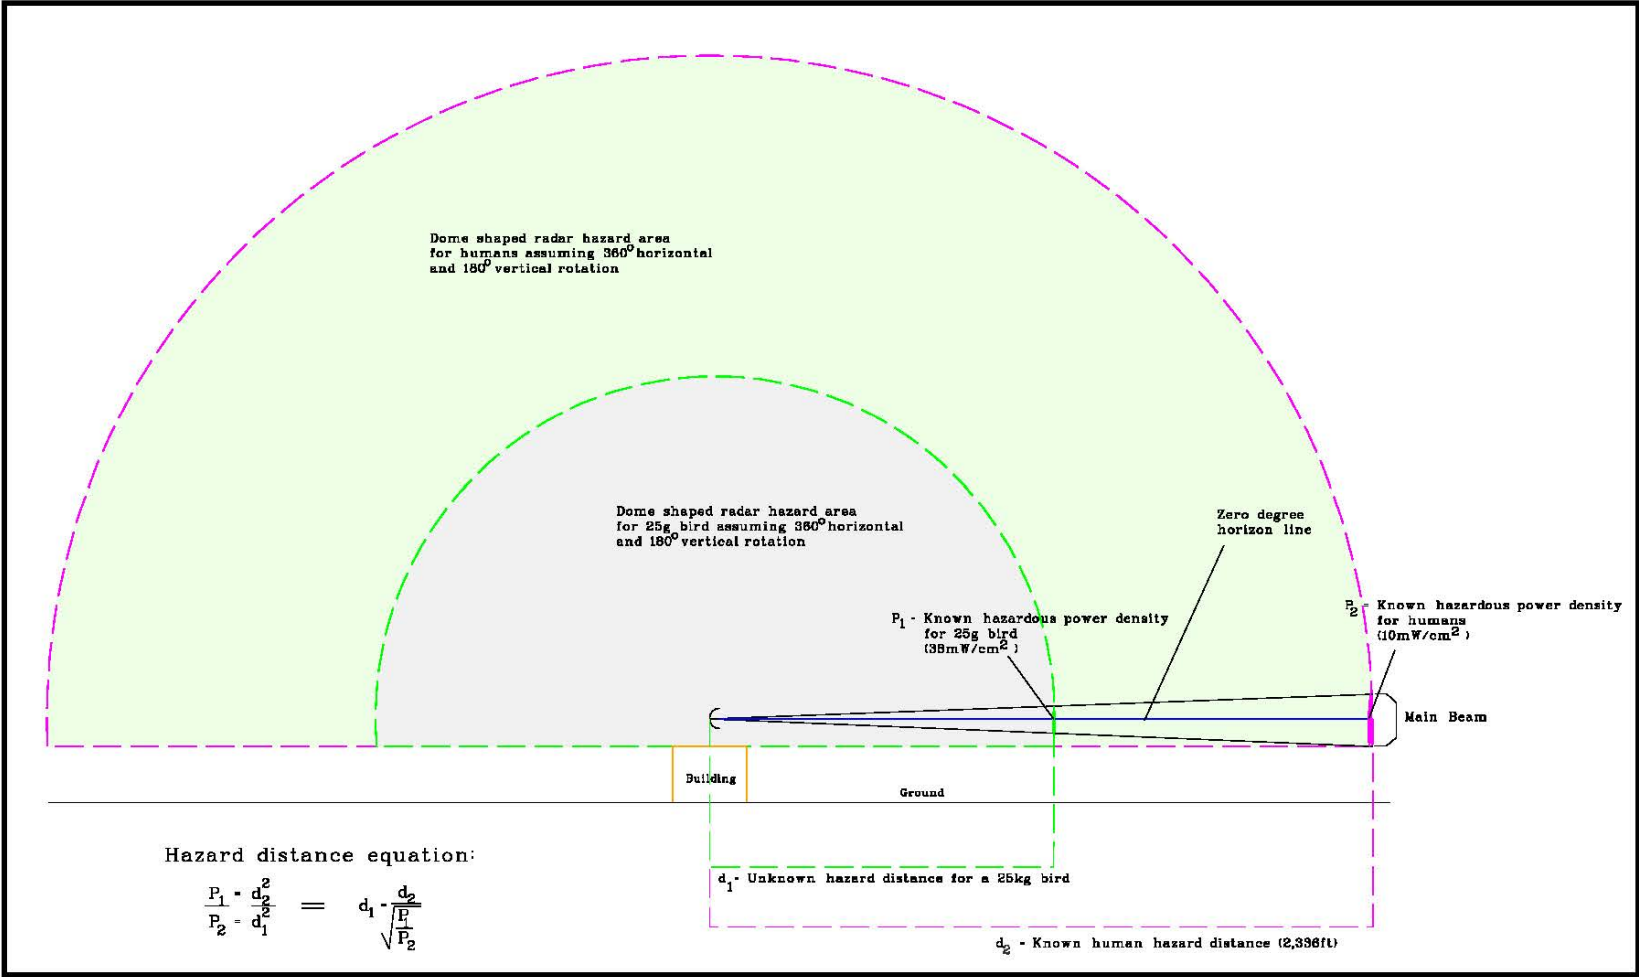 Dome shaped radar hazard area
for humans assuming 360° horizontal
and 180° vertical rotation
Dome shaped radar hazard area
for 25g bird assuming 360° horizontal
and 180° vertical rotation
Zero degree
horizon line
P1 - Known hazardous power density
for 25g bird
(38mW/cm2)
P2 - Known hazardous power density
for humans
(10mW/cm2)
Main Beam
Building
Ground
Hazard distance equation:
P1 - d2^2
P2 = d1^2
=
d1 - d2
√P1
P2
d1 - Unknown hazard distance for a 25kg bird
d2 - Known human hazard distance (2,336ft)